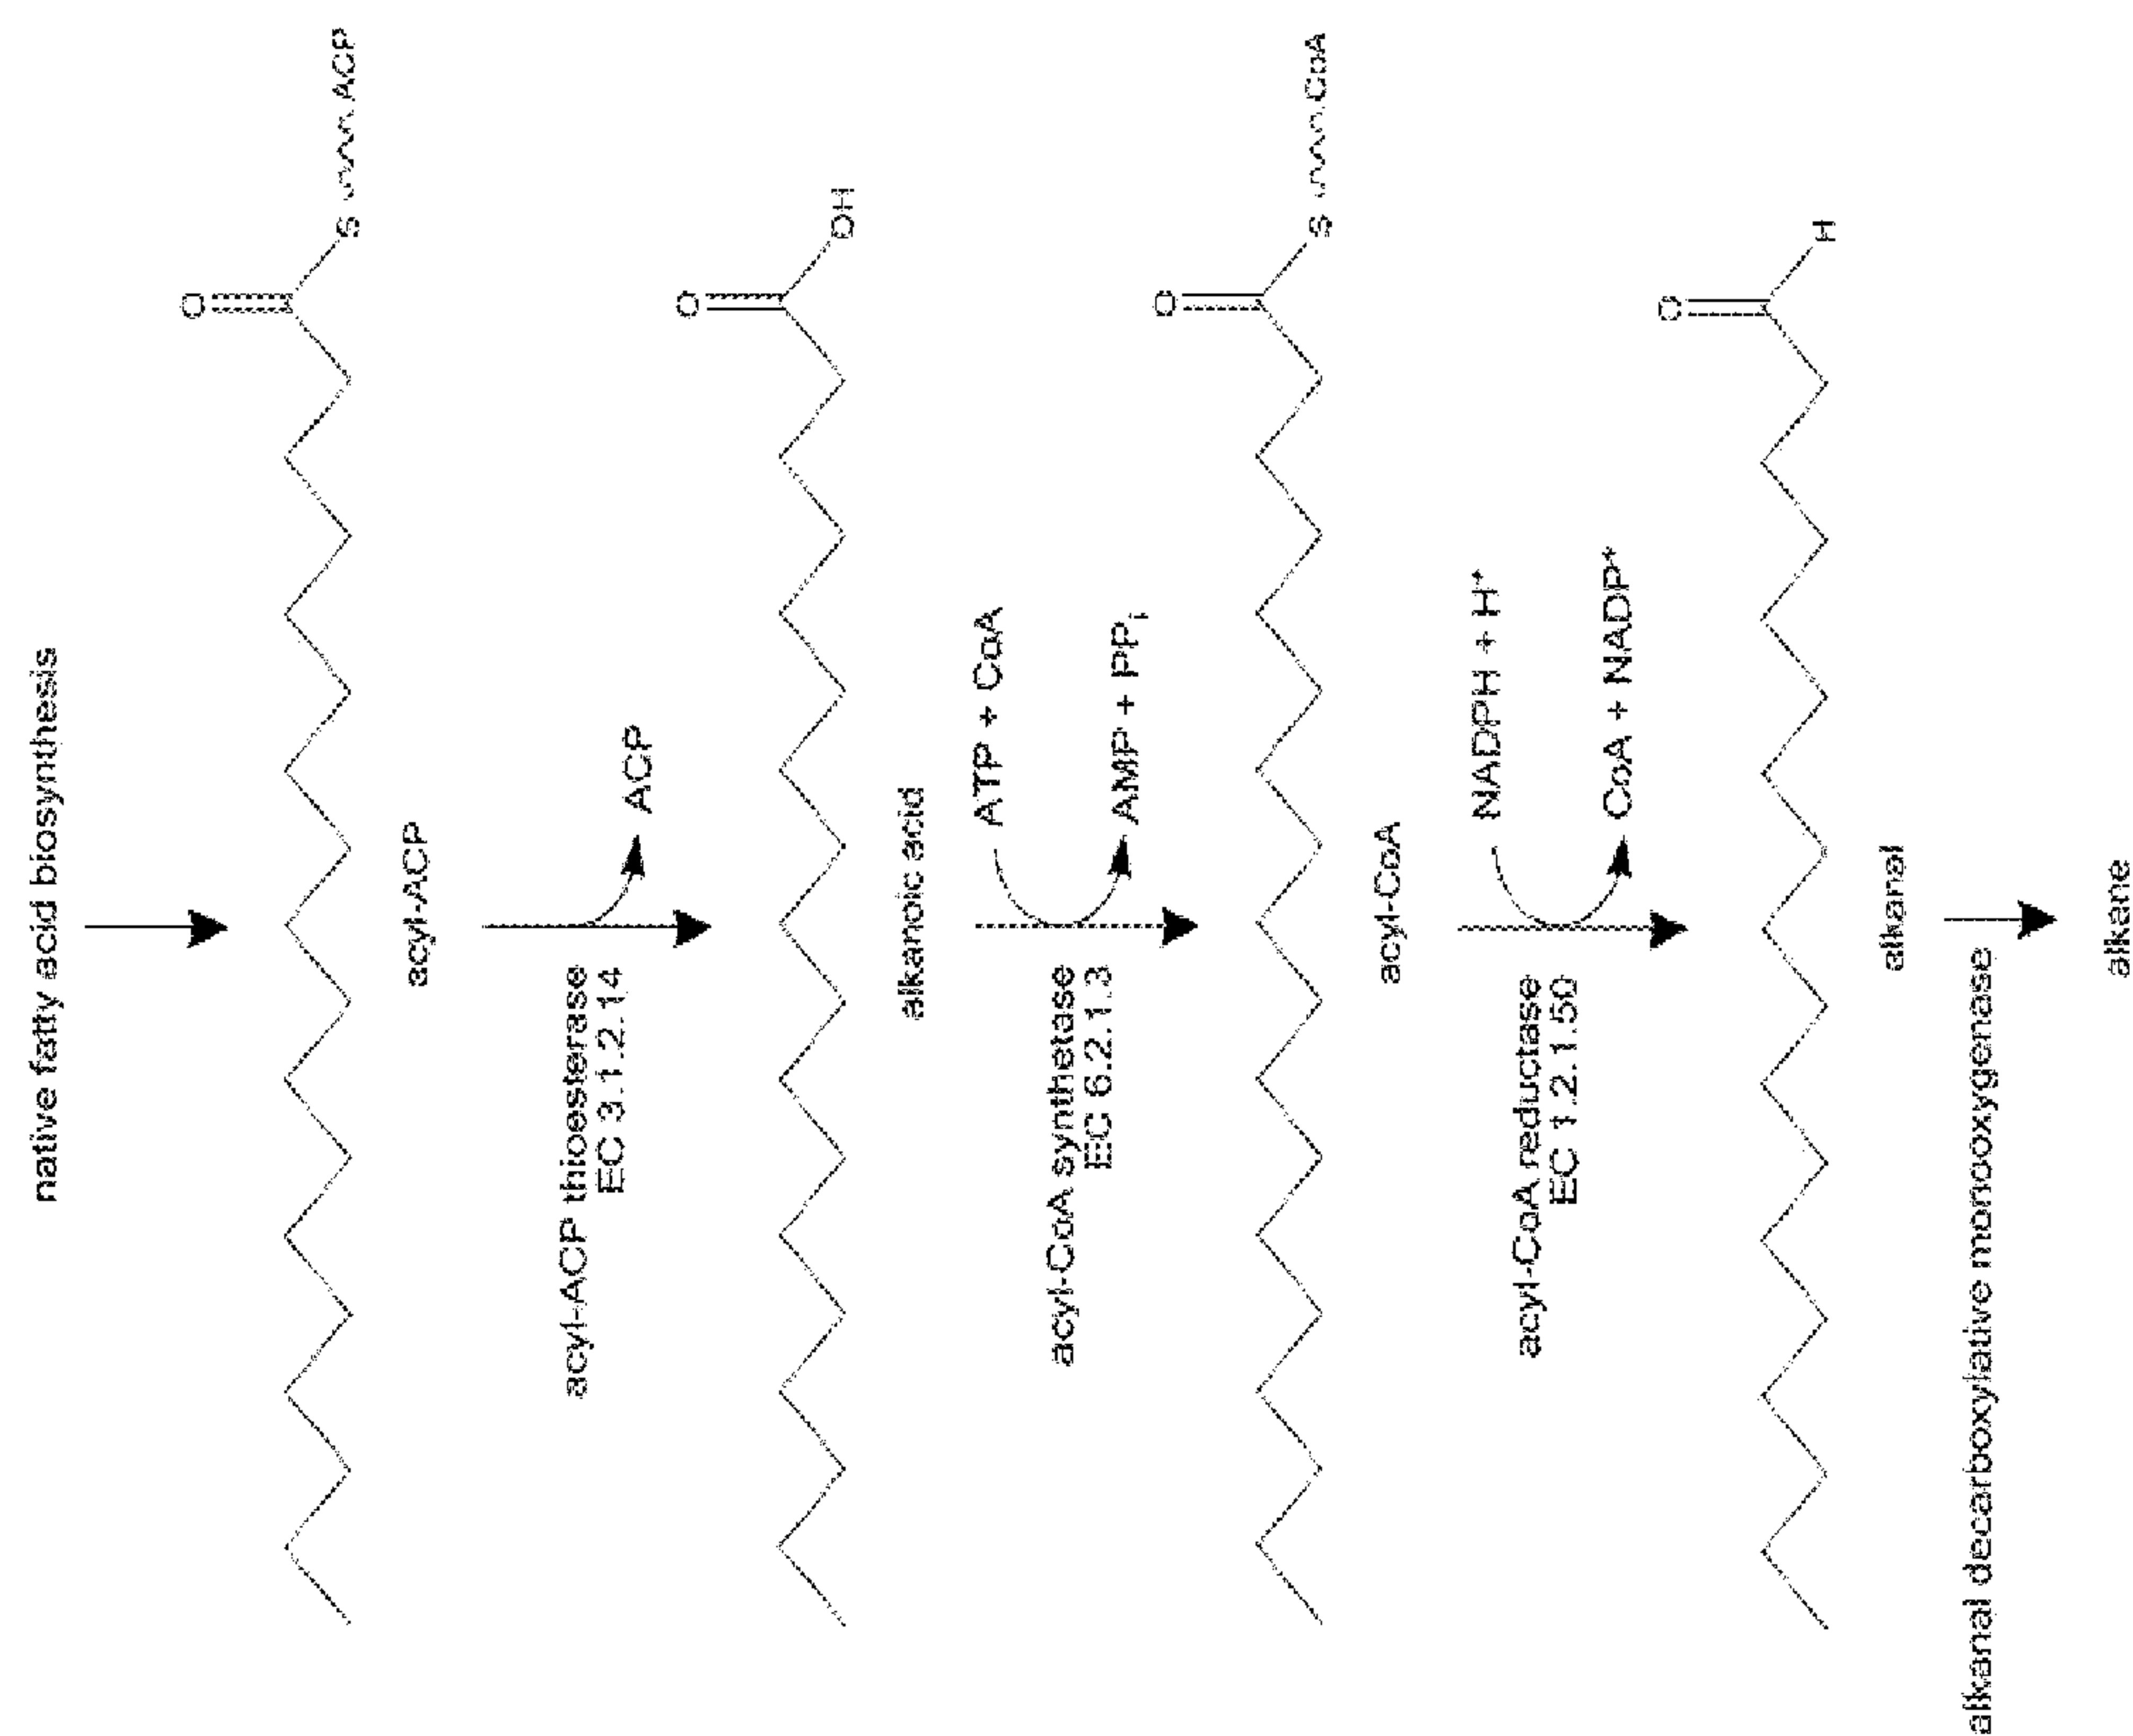 native fatty acid biosynthesis
O
S
ACP
acyl-ACP
acyl-ACP thioesterase
EC 3.1.2.14
ACP
O
OH
alkanoic acid
acyl-CoA synthetase
EC 6.2.1.3
ATP + CoA
AMP + PPi
O
S
CoA
acyl-CoA
acyl-CoA reductase
EC 1.2.1.50
NADPH + H+
CoA + NADP+
O
H
alkanal
alkanal decarboxylative monooxygenase
alkane